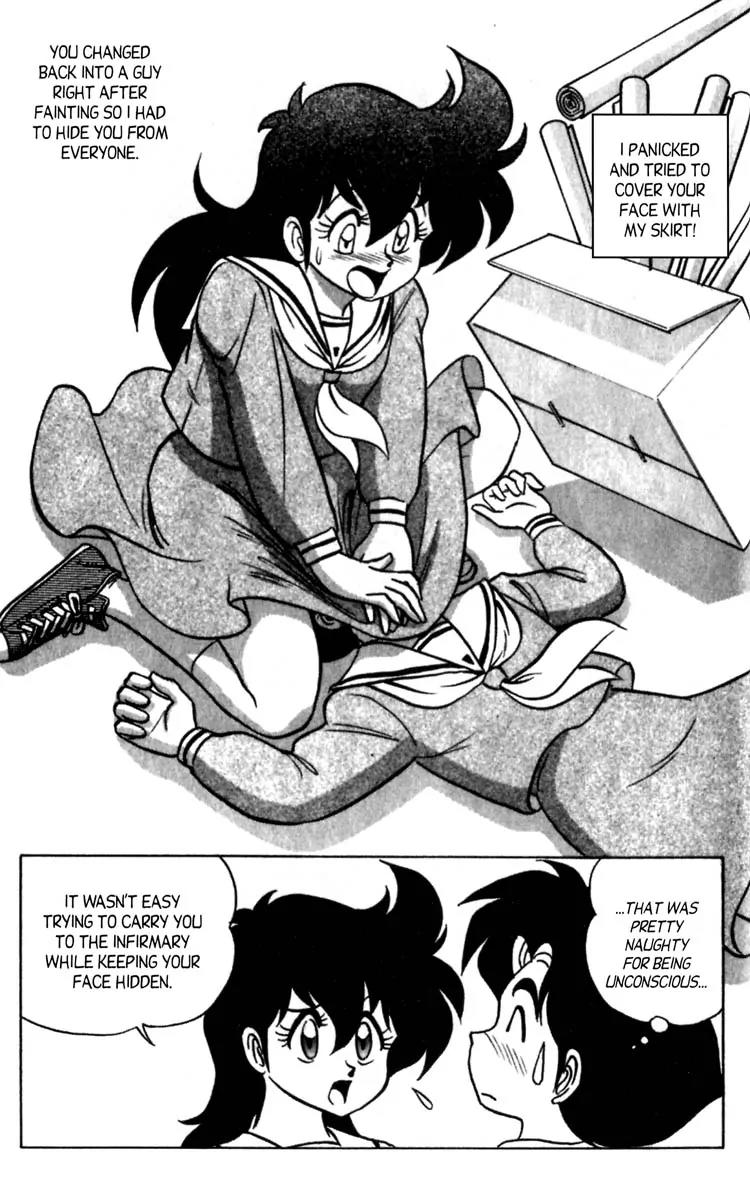 YOU CHANGED
BACK INTO A GUY
RIGHT AFTER
FAINTING SO I HAD
TO HIDE YOU FROM
EVERYONE.
I PANICKED
AND TRIED TO
COVER YOUR
FACE WITH
MY SKIRT!
IT WASN'T EASY
TRYING TO CARRY YOU
TO THE INFIRMARY
WHILE KEEPING YOUR
FACE HIDDEN.
...THAT WAS
PRETTY
NAUGHTY
FOR BEING
UNCONSCIOUS...